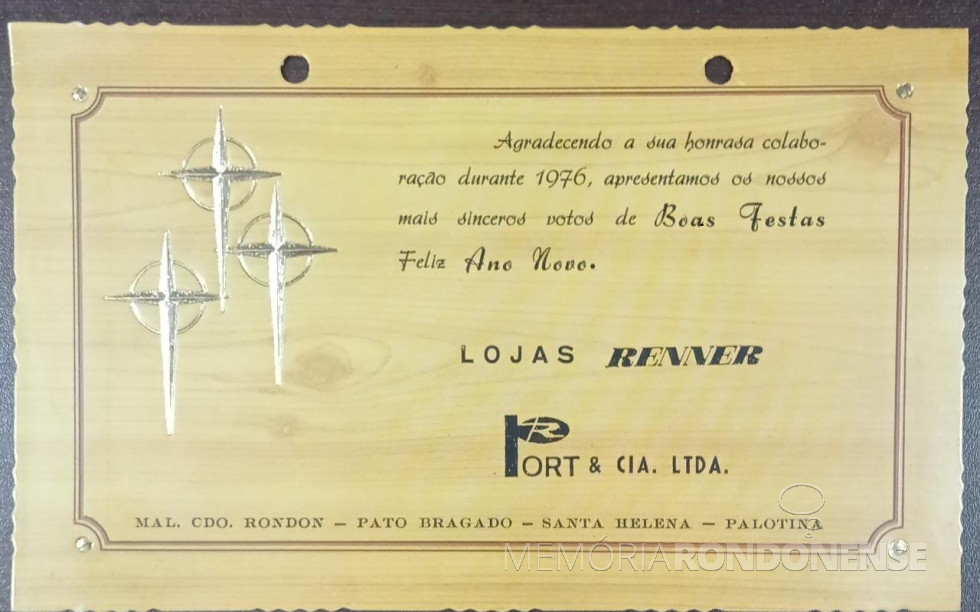 Agradecendo a sua honrasa colabo-
ração durante 1976, apresentamos os nossos
mais sinceros votos de Boas Festas
Feliz Ano Novo.
LOJAS RENNER
R
PORT & CIA. LTDA.
MAL. CDO. RONDON – PATO BRAGADO – SANTA HELENA – PALOTINA
MEMÓRIARONDONENSE